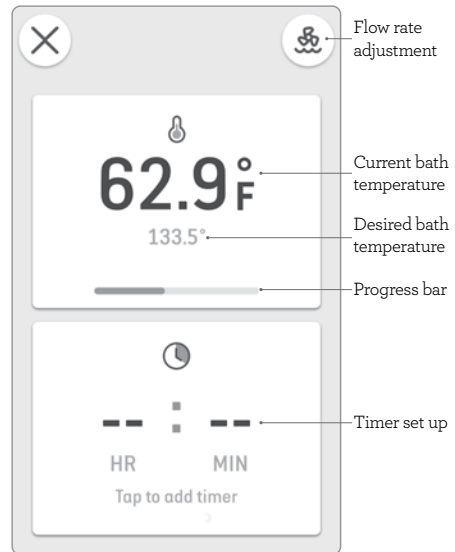 Flow rate
adjustment
62.9°F
Current bath
temperature
133.5°
Desired bath
temperature
Progress bar
-- : --
Timer set up
HR MIN
Tap to add timer